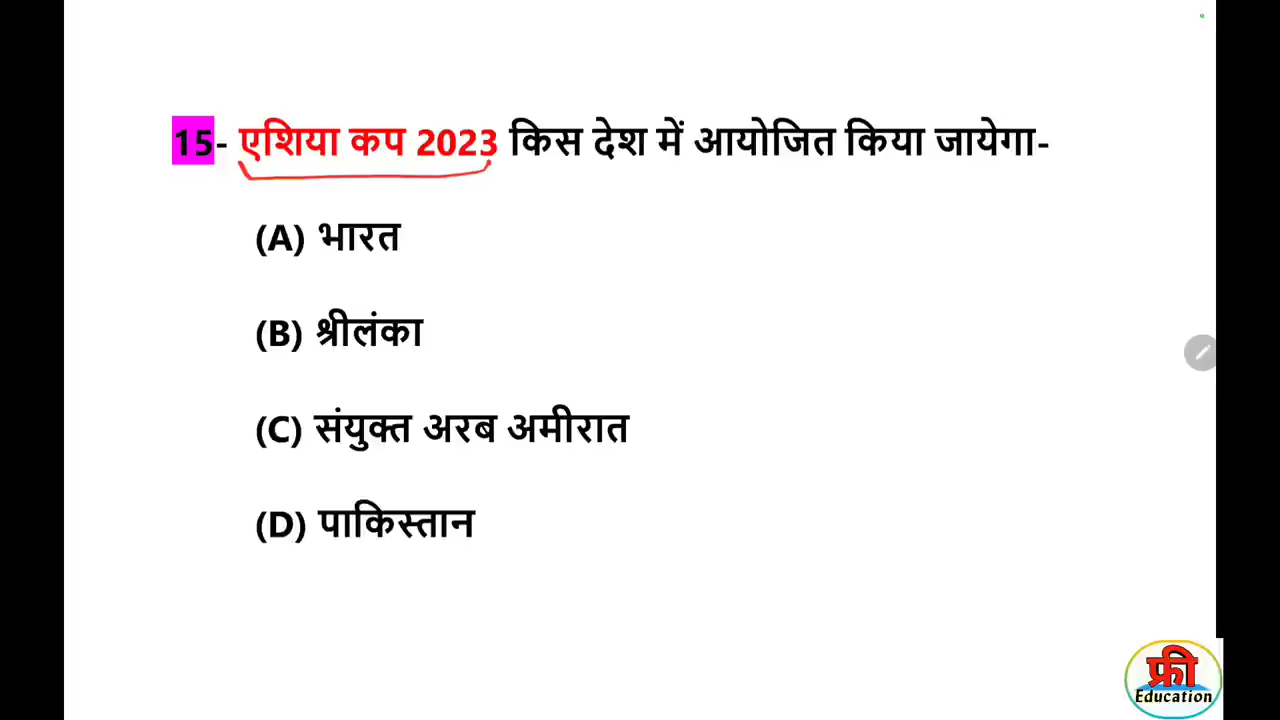 15- एशिया कप 2023 किस देश में आयोजित किया जायेगा-
(A) भारत
(B) श्रीलंका
(C) संयुक्त अरब अमीरात
(D) पाकिस्तान
फ्री
Education